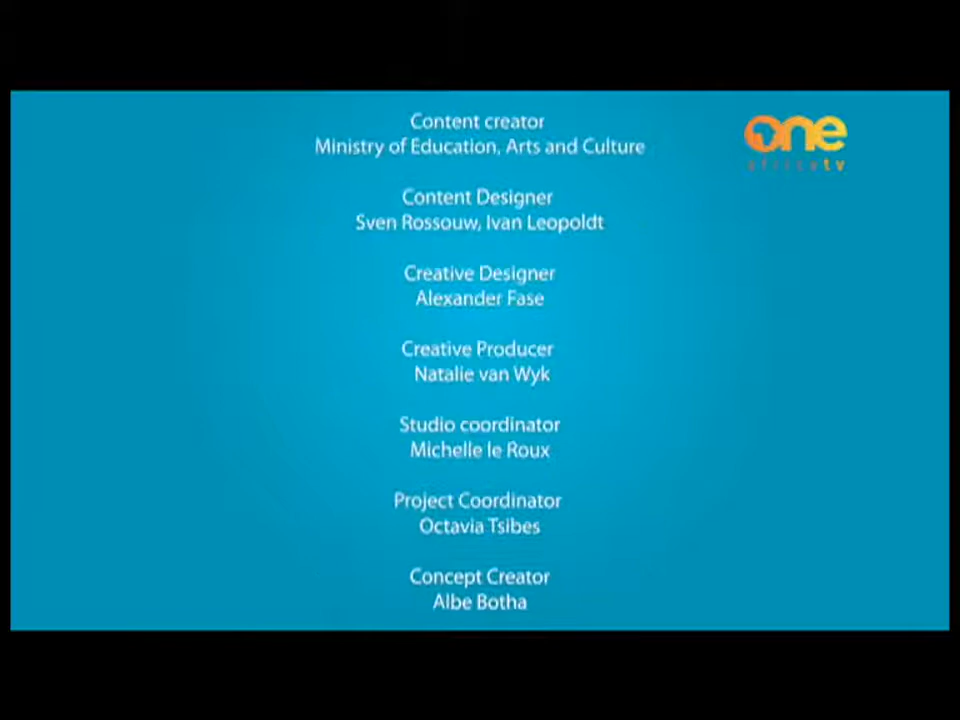 Content creator
Ministry of Education, Arts and Culture
one
africa tv
Content Designer
Sven Rossouw, Ivan Leopoldt
Creative Designer
Alexander Fase
Creative Producer
Natalie van Wyk
Studio coordinator
Michelle le Roux
Project Coordinator
Octavia Tsibes
Concept Creator
Albe Botha